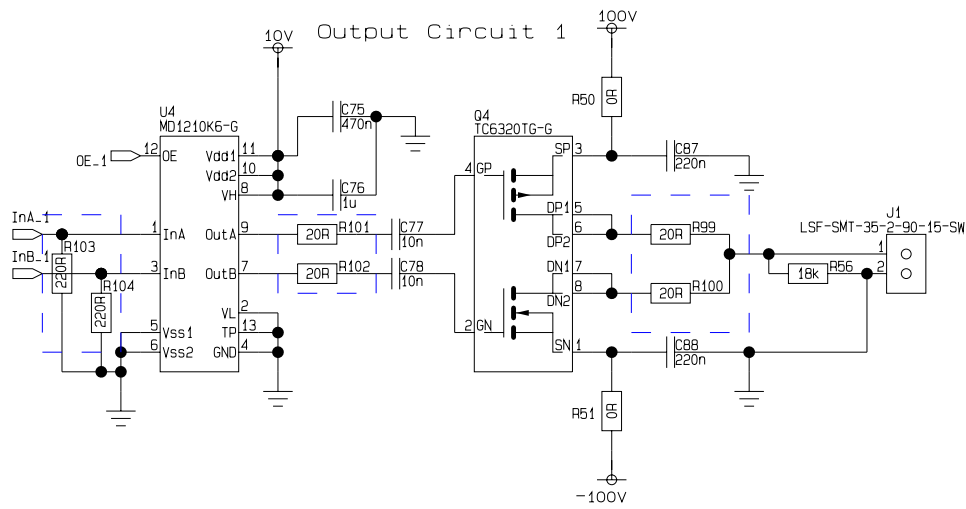 Output Circuit 1
10V
100V
-100V
U4
MD1210K6-G
OE_1
12 OE
Vdd1 11
Vdd2 10
VH 8
InA_1
1 InA
OutA 9
InB_1
3 InB
OutB 7
VL 2
5 Vss1
TP 13
6 Vss2
GND 4
R103
220R
R104
220R
C75
470n
C76
1u
20R R101
20R R102
C77
10n
C78
10n
Q4
TC6320TG-G
SP 3
4 GP
DP1 5
DP2 6
DN1 7
DN2 8
2 GN
SN 1
R50 0R
R51 0R
C87
220n
C88
220n
20R R99
20R R100
18k R56
J1
LSF-SMT-35-2-90-15-SW
1
2